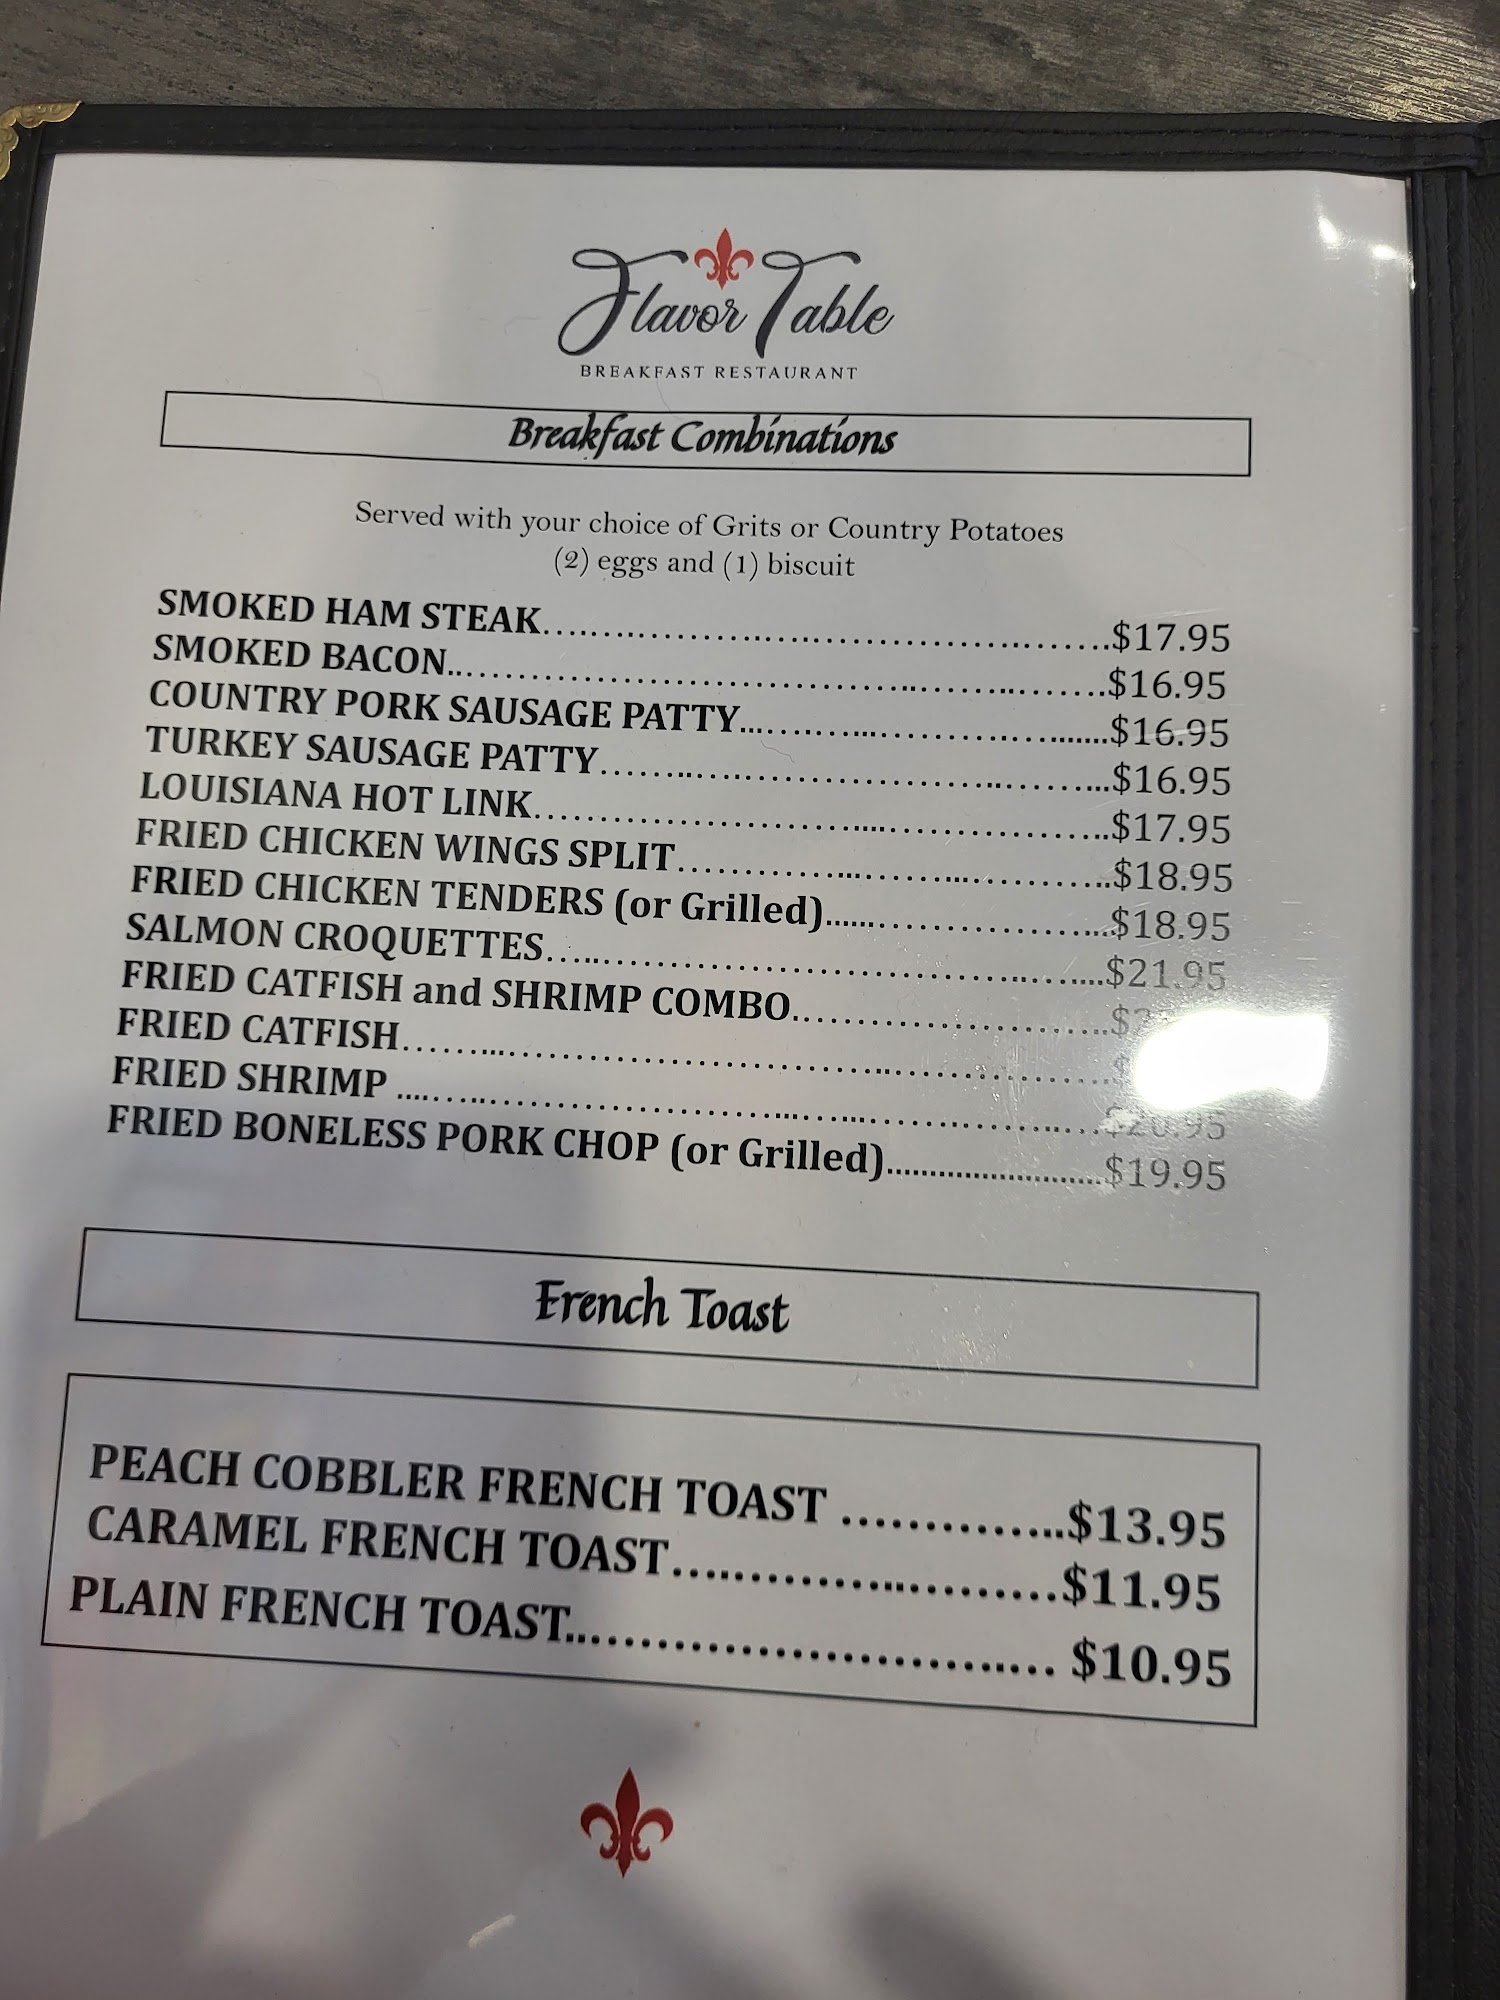 Flavor Table
BREAKFAST RESTAURANT
Breakfast Combinations
Served with your choice of Grits or Country Potatoes
(2) eggs and (1) biscuit
SMOKED HAM STEAK..............................$17.95
SMOKED BACON..............................$16.95
COUNTRY PORK SAUSAGE PATTY..............................$16.95
TURKEY SAUSAGE PATTY..............................$16.95
LOUISIANA HOT LINK..............................$17.95
FRIED CHICKEN WINGS SPLIT..............................$18.95
FRIED CHICKEN TENDERS (or Grilled)..............................$18.95
SALMON CROQUETTES..............................$21.95
FRIED CATFISH and SHRIMP COMBO..............................
FRIED CATFISH..............................
FRIED SHRIMP ..............................$20.95
FRIED BONELESS PORK CHOP (or Grilled)..............................$19.95
French Toast
PEACH COBBLER FRENCH TOAST ...............$13.95
CARAMEL FRENCH TOAST.........................$11.95
PLAIN FRENCH TOAST.............................. $10.95